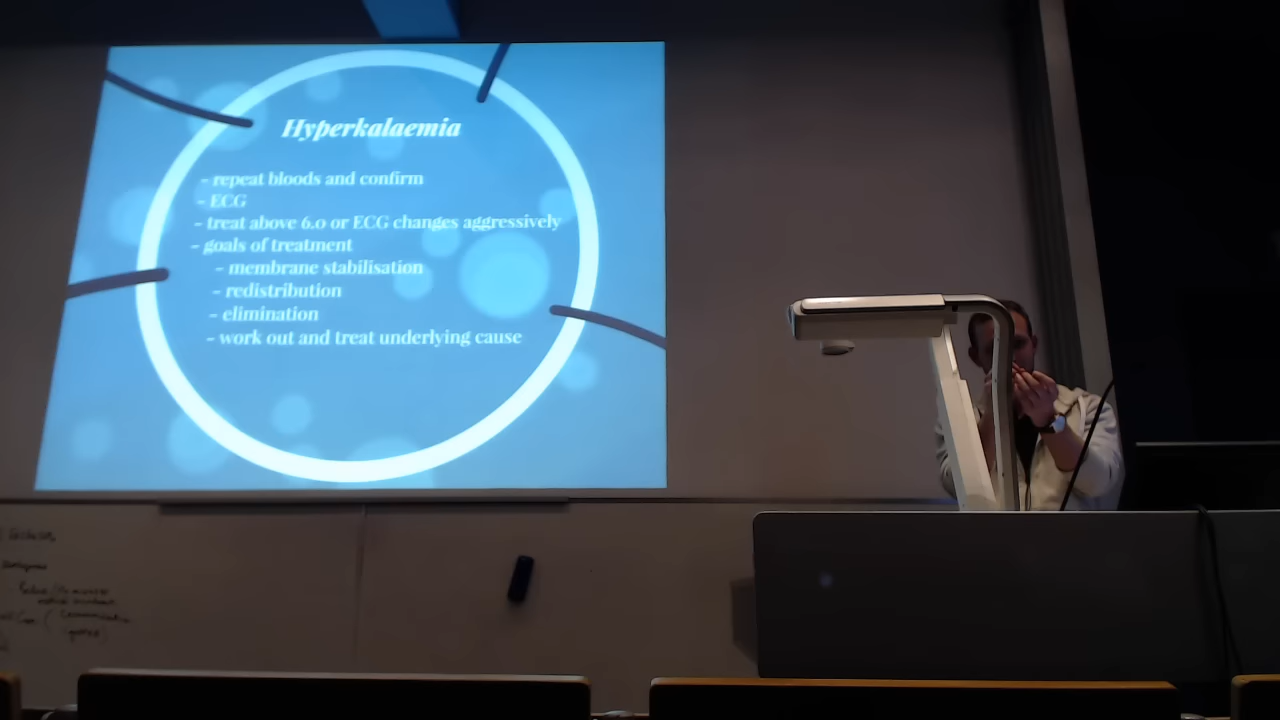 Hyperkalaemia
- repeat bloods and confirm
- ECG
- treat above 6.0 or ECG changes aggressively
- goals of treatment
- membrane stabilisation
- redistribution
- elimination
- work out and treat underlying cause